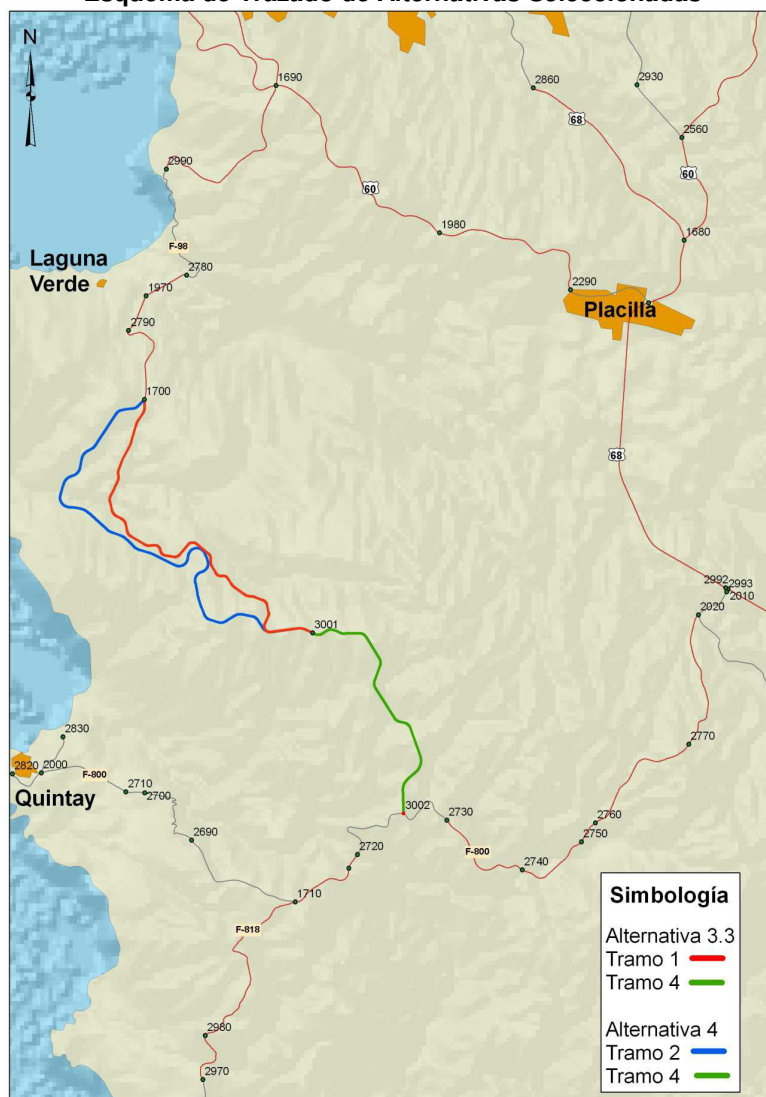 Esquema de Trazado de Alternativas Seleccionadas
N
1690
2860
2930
68
2560
2990
60
60
1980
1680
F-98
Laguna
Verde
2780
2290
1970
Placilla
2790
1700
68
2992
2993
2010
2020
3001
2830
2770
2820
2000
F-800
2710
2700
Quintay
3002
2730
2760
2690
2750
F-800
2720
2740
1710
F-818
2980
2970
Simbología
Alternativa 3.3
Tramo 1
Tramo 4
Alternativa 4
Tramo 2
Tramo 4